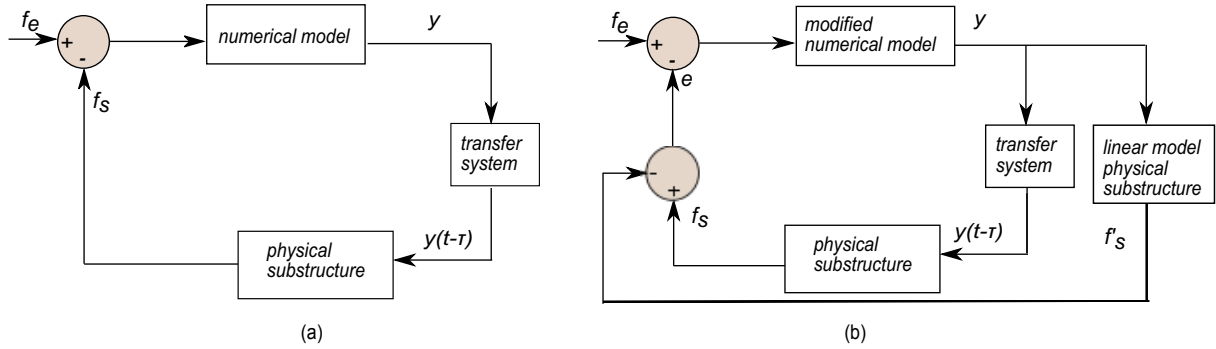 fe
+
-
numerical model
y
fs
transfer
system
y(t-τ)
physical
substructure
(a)
fe
+
-
modified
numerical model
y
e
-
+
transfer
system
linear model
physical
substructure
fs
y(t-τ)
f's
physical
substructure
(b)